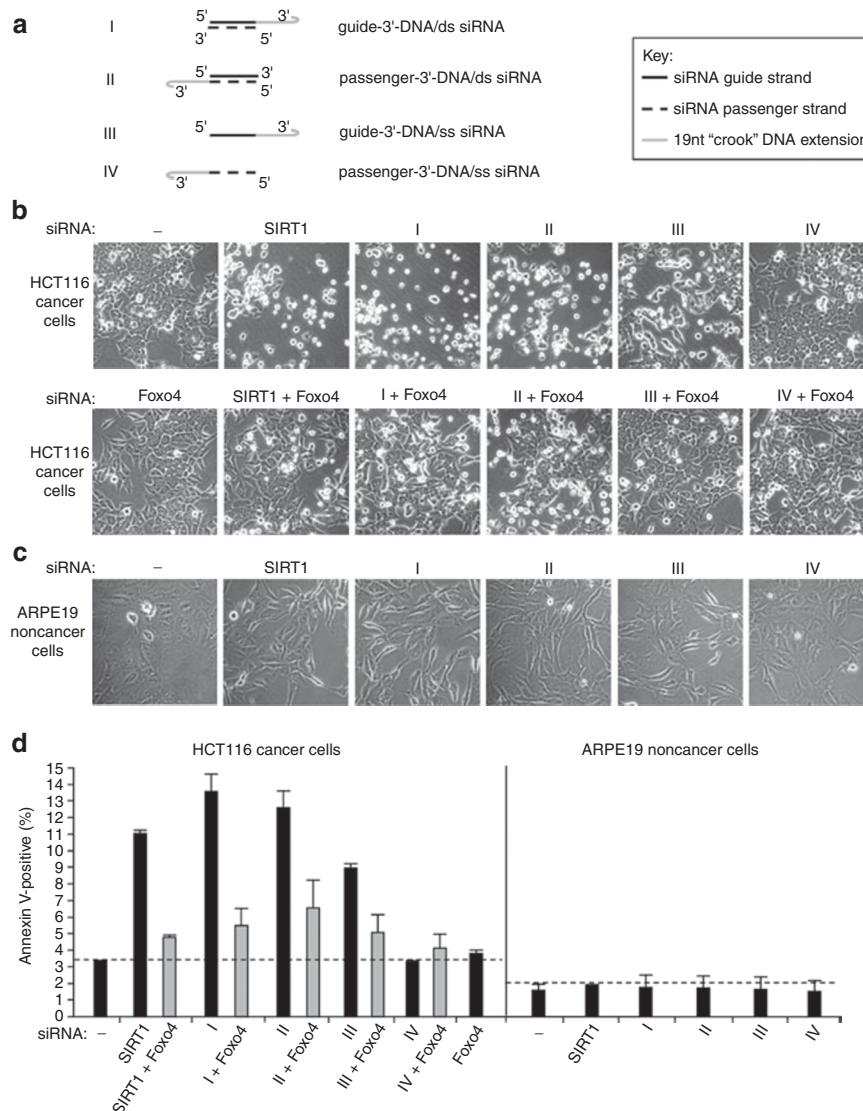 a
I
5'
3'
3'
5'
guide-3'-DNA/ds siRNA
II
5'
3'
3'
5'
passenger-3'-DNA/ds siRNA
III
5'
3'
guide-3'-DNA/ss siRNA
IV
3'
5'
passenger-3'-DNA/ss siRNA
Key:
siRNA guide strand
siRNA passenger strand
19nt “crook” DNA extension
b
siRNA: – SIRT1 I II III IV
HCT116
cancer
cells
siRNA: Foxo4 SIRT1 + Foxo4 I + Foxo4 II + Foxo4 III + Foxo4 IV + Foxo4
HCT116
cancer
cells
c
siRNA: – SIRT1 I II III IV
ARPE19
noncancer
cells
d
HCT116 cancer cells
ARPE19 noncancer cells
Annexin V-positive (%)
15
14
13
12
11
10
9
8
7
6
5
4
3
2
1
0
siRNA: – SIRT1 SIRT1 + Foxo4 I I + Foxo4 II II + Foxo4 III III + Foxo4 IV IV + Foxo4 Foxo4 – SIRT1 I II III IV